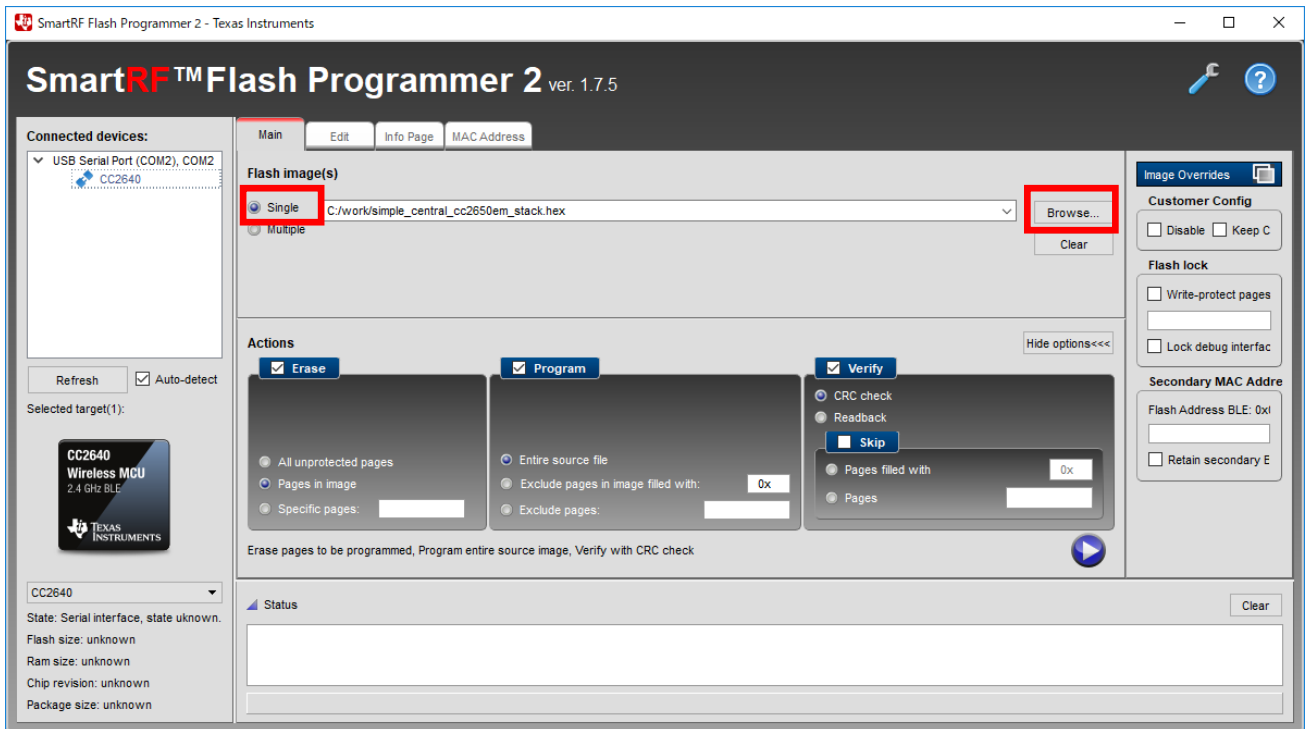 SmartRF Flash Programmer 2 - Texas Instruments
SmartRF™Flash Programmer 2 ver. 1.7.5
Connected devices:
USB Serial Port (COM2), COM2
CC2640
Refresh
Auto-detect
Selected target(1):
CC2640
Wireless MCU
2.4 GHz BLE
TEXAS
INSTRUMENTS
CC2640
State: Serial interface, state uknown.
Flash size: unknown
Ram size: unknown
Chip revision: unknown
Package size: unknown
Main Edit Info Page MAC Address
Flash image(s)
Single C:/work/simple_central_cc2650em_stack.hex Browse...
Multiple
Clear
Actions
Hide options<<<
Erase
All unprotected pages
Pages in image
Specific pages:
Program
Entire source file
Exclude pages in image filled with: 0x
Exclude pages:
Verify
CRC check
Readback
Skip
Pages filled with 0x
Pages
Erase pages to be programmed, Program entire source image, Verify with CRC check
Status
Clear
Image Overrides
Customer Config
Disable Keep C
Flash lock
Write-protect pages
Lock debug interfac
Secondary MAC Addre
Flash Address BLE: 0x
Retain secondary E